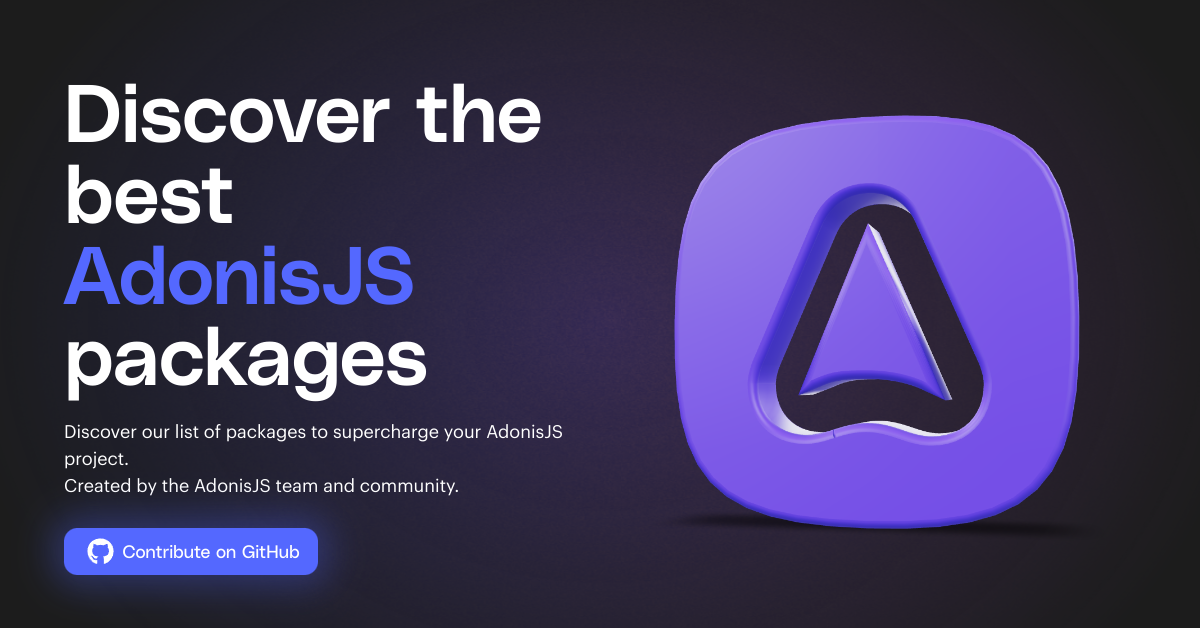 Discover the
best
AdonisJS
packages
Discover our list of packages to supercharge your AdonisJS
project.
Created by the AdonisJS team and community.
Contribute on GitHub